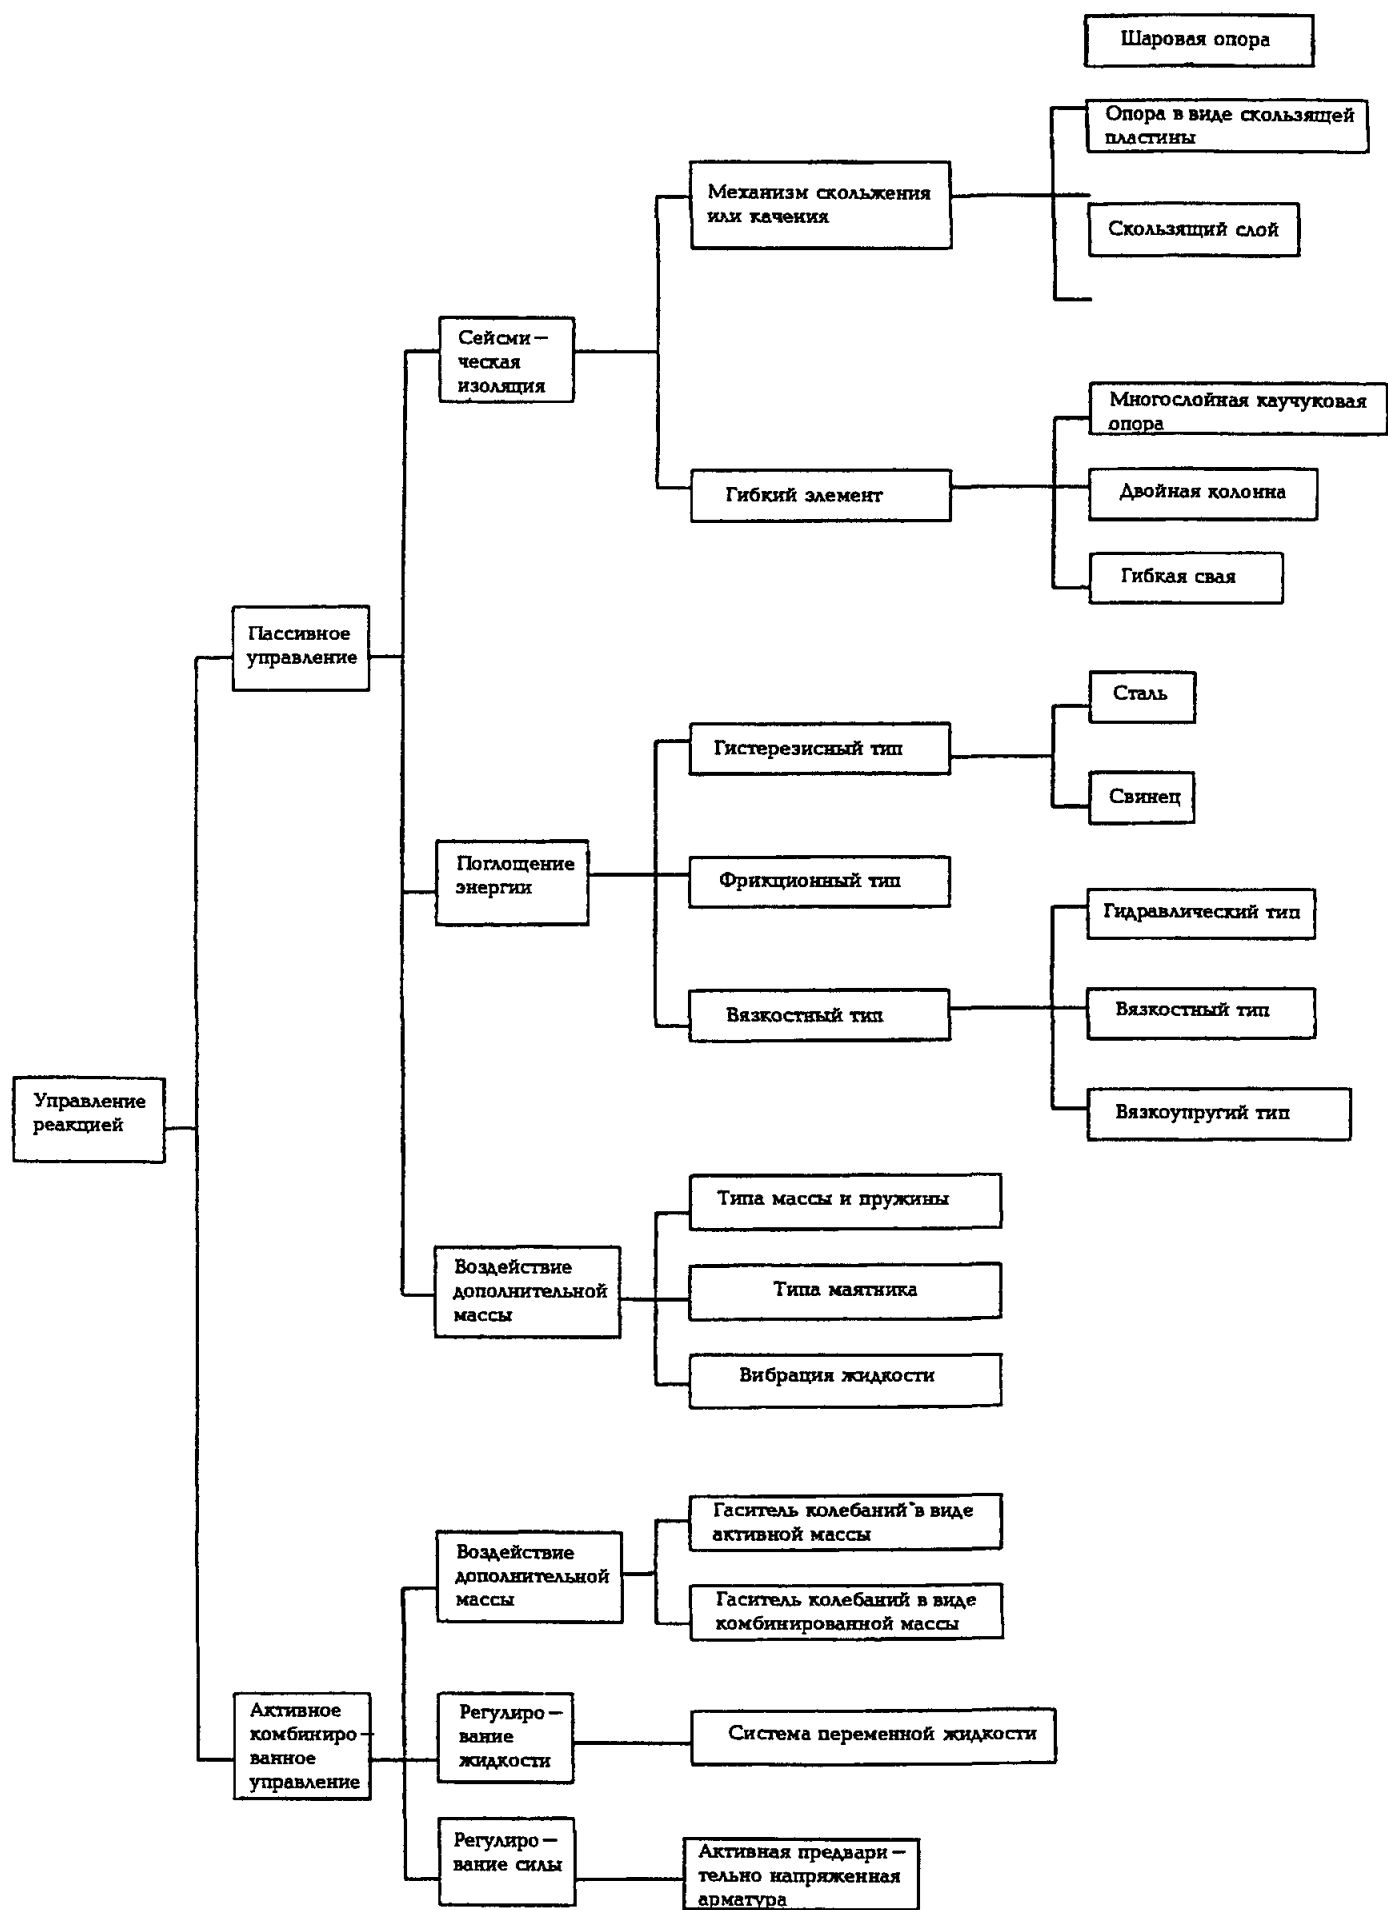 Шаровая опора
Опора в виде скользящей
пластины
Механизм скольжения
или качения
Скользящий слой
Сейсми–
ческая
изоляция
Многослойная каучуковая
опора
Гибкий элемент
Двойная колонна
Гибкая свая
Пассивное
управление
Сталь
Гистерезисный тип
Свинец
Поглощение
энергии
Фрикционный тип
Гидравлический тип
Вязкостный тип
Вязкостный тип
Управление
реакцией
Вязкоупругий тип
Типа массы и пружины
Воздействие
дополнительной
массы
Типа маятника
Вибрация жидкости
Гаситель колебаний в виде
активной массы
Воздействие
дополнительной
массы
Гаситель колебаний в виде
комбинированной массы
Активное
комбиниро–
ванное
управление
Регулиро–
вание
жидкости
Система переменной жидкости
Регулиро–
вание силы
Активная предвари–
тельно напряженная
арматура